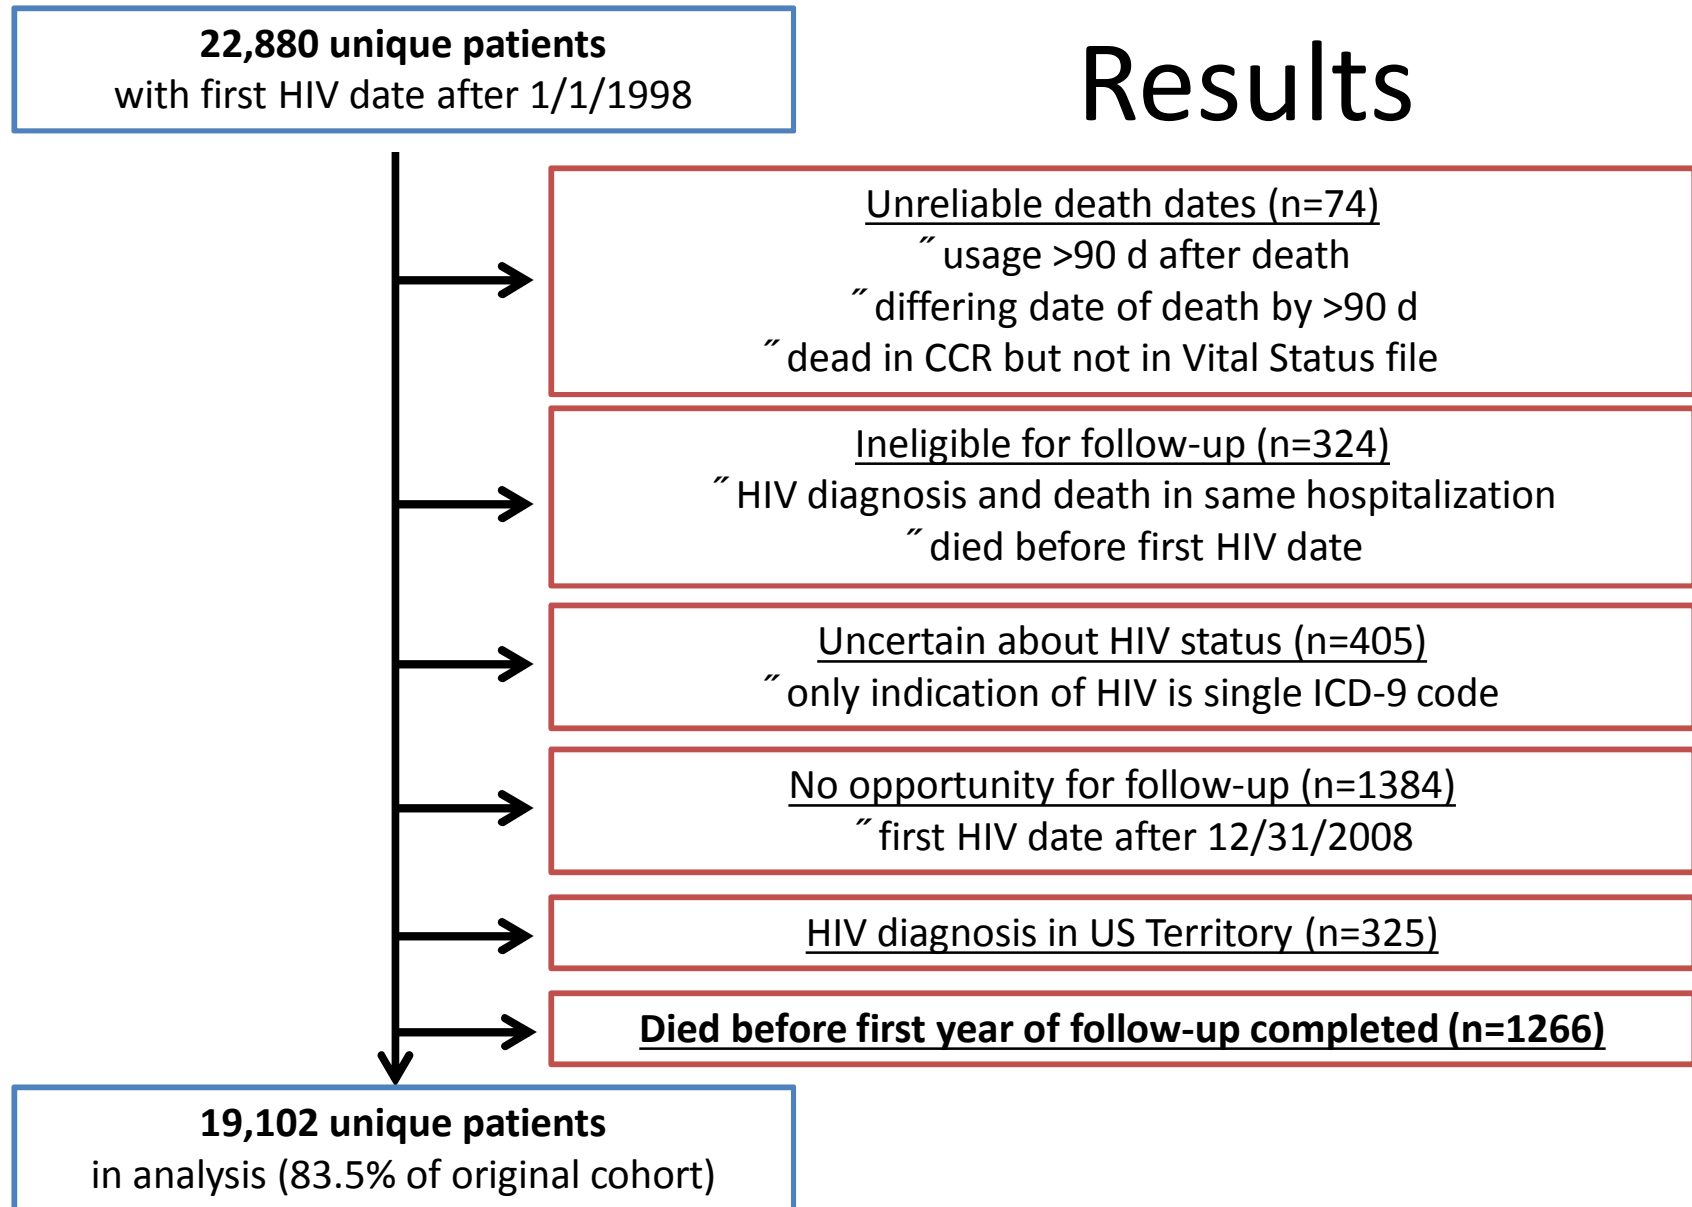 22,880 unique patients
with first HIV date after 1/1/1998
Results
Unreliable death dates (n=74)
˝ usage >90 d after death
˝ differing date of death by >90 d
˝ dead in CCR but not in Vital Status file
Ineligible for follow-up (n=324)
˝ HIV diagnosis and death in same hospitalization
˝ died before first HIV date
Uncertain about HIV status (n=405)
˝ only indication of HIV is single ICD-9 code
No opportunity for follow-up (n=1384)
˝ first HIV date after 12/31/2008
HIV diagnosis in US Territory (n=325)
Died before first year of follow-up completed (n=1266)
19,102 unique patients
in analysis (83.5% of original cohort)